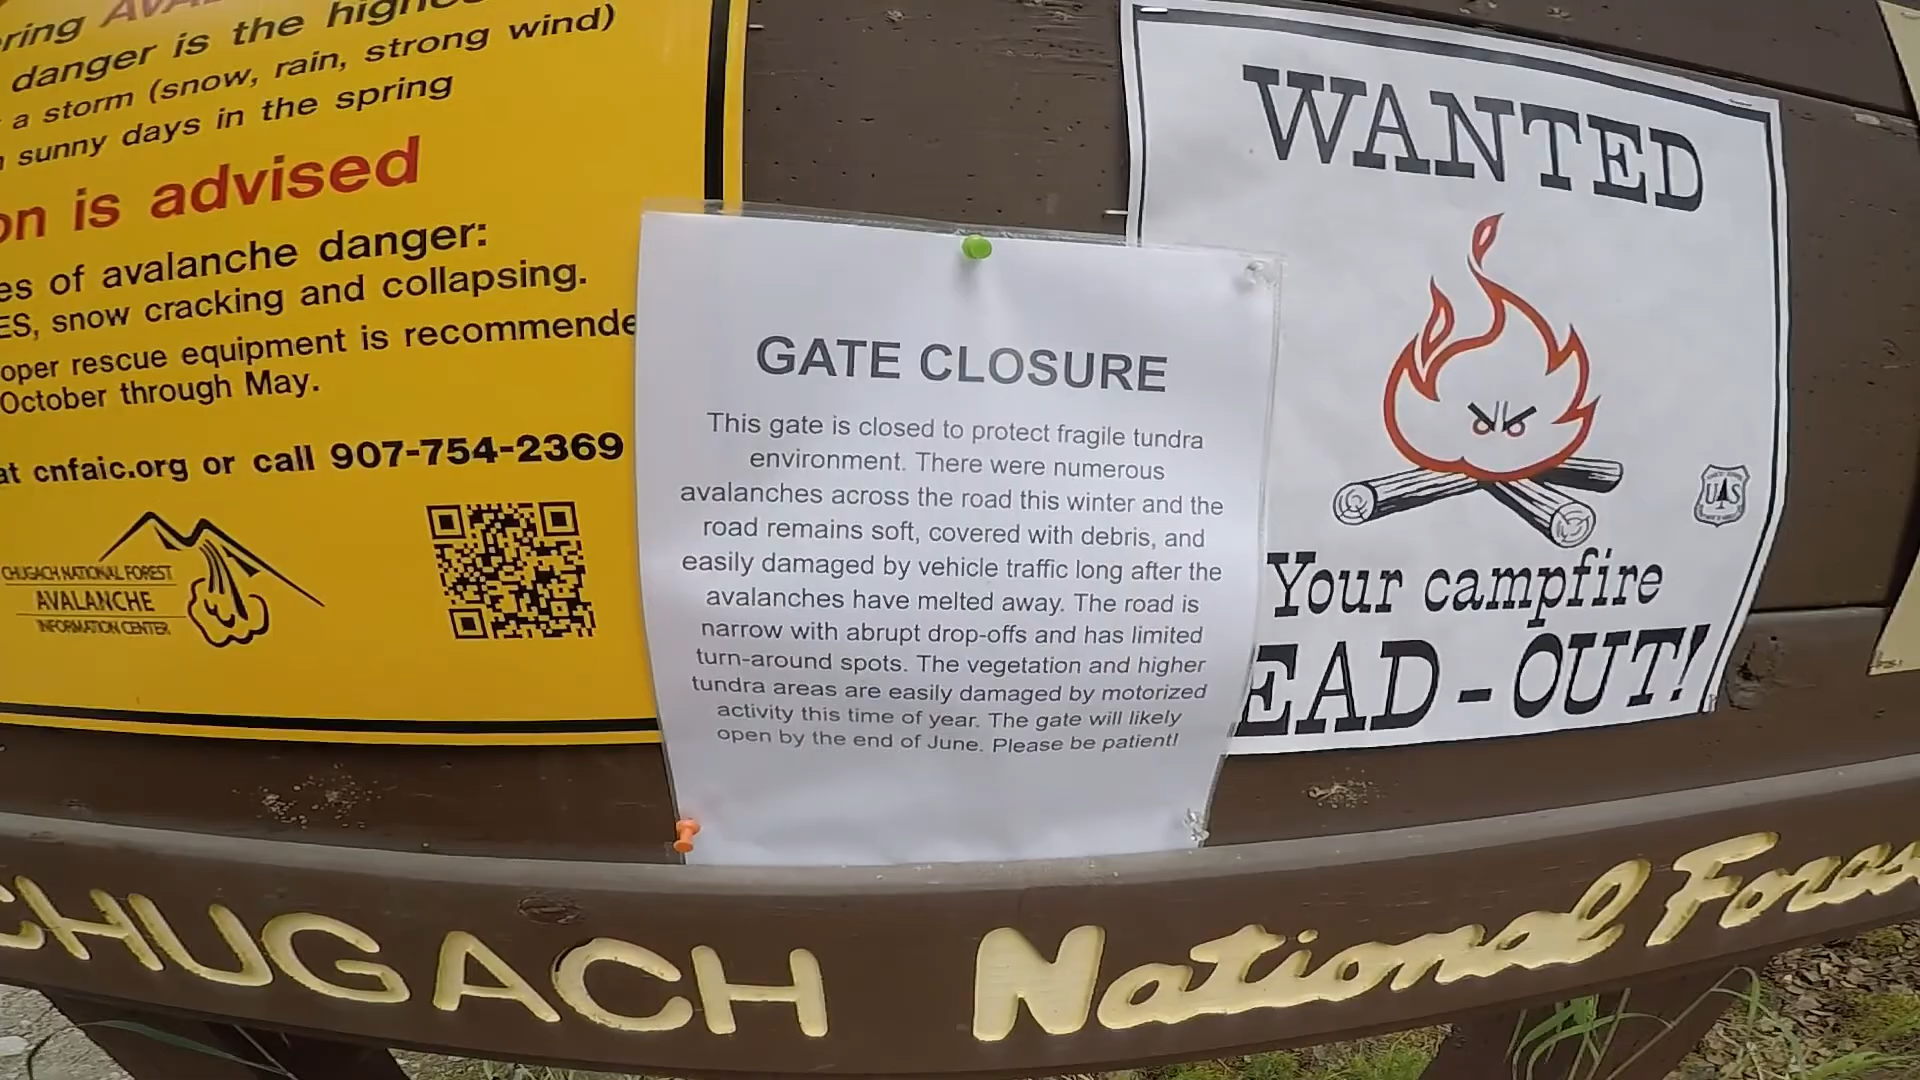 danger is the
a storm (snow, rain, strong wind)
sunny days in the spring
is advised
of avalanche danger:
snow cracking and collapsing.
rescue equipment is
October through May.
at cnfaic.org or call 907-754-2369
CHUGACH NATIONAL FOREST
AVALANCHE
INFORMATION CENTER
GATE CLOSURE
This gate is closed to protect fragile tundra
environment. There were numerous
avalanches across the road this winter and the
road remains soft, covered with debris, and
easily damaged by vehicle traffic long after the
avalanches have melted away. The road is
narrow with abrupt drop-offs and has limited
turn-around spots. The vegetation and higher
tundra areas are easily damaged by motorized
activity this time of year. The gate will likely
open by the end of June. Please be patient!
WANTED
UAS
Your campfire
EAD-OUT!
CHUGACH National Fores